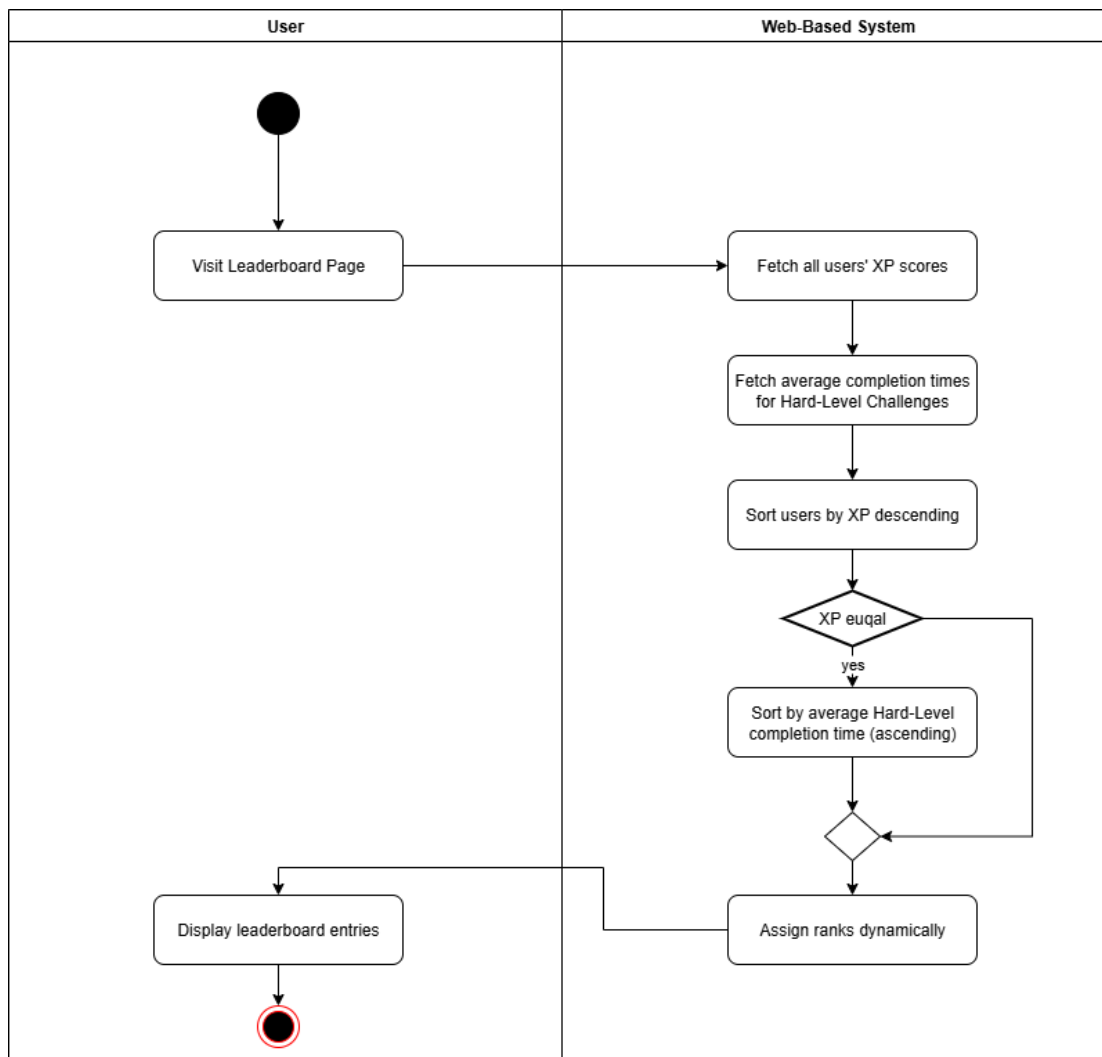 User
Web-Based System
Visit Leaderboard Page
Fetch all users' XP scores
Fetch average completion times
for Hard-Level Challenges
Sort users by XP descending
XP euqal
yes
Sort by average Hard-Level
completion time (ascending)
Display leaderboard entries
Assign ranks dynamically